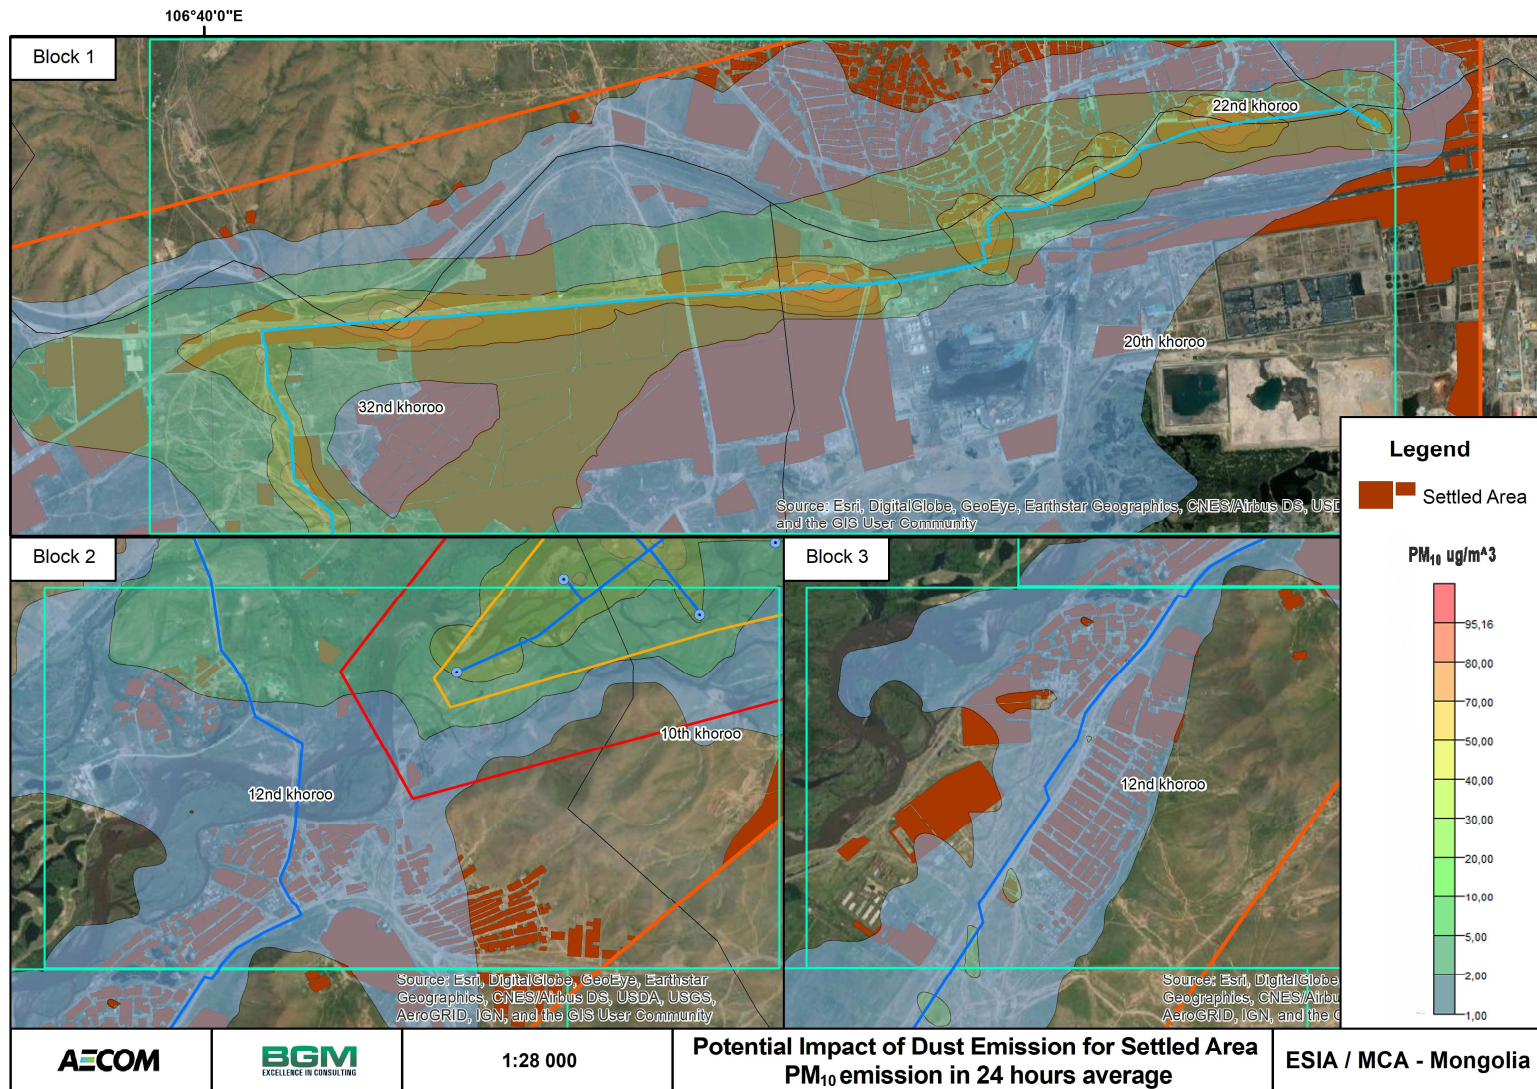 106°40'0"E
Block 1
22nd khoroo
20th khoroo
32nd khoroo
Source: Esri, DigitalGlobe, GeoEye, Earthstar Geographics, CNES/Airbus DS, USD
and the GIS User Community
Legend
Settled Area
PM₁₀ ug/m^3
95,16
80,00
70,00
50,00
40,00
30,00
20,00
10,00
5,00
2,00
1,00
Block 2
10th khoroo
12nd khoroo
Source: Esri, DigitalGlobe, GeoEye, Earthstar
Geographics, CNES/Airbus DS, USDA, USGS,
AeroGRID, IGN, and the GIS User Community
Block 3
12nd khoroo
Source: Esri, DigitalGlobe
Geographics, CNES/Airbu
AeroGRID, IGN, and the G
AECOM
BGM
EXCELLENCE IN CONSULTING
1:28 000
Potential Impact of Dust Emission for Settled Area
PM₁₀ emission in 24 hours average
ESIA / MCA - Mongolia